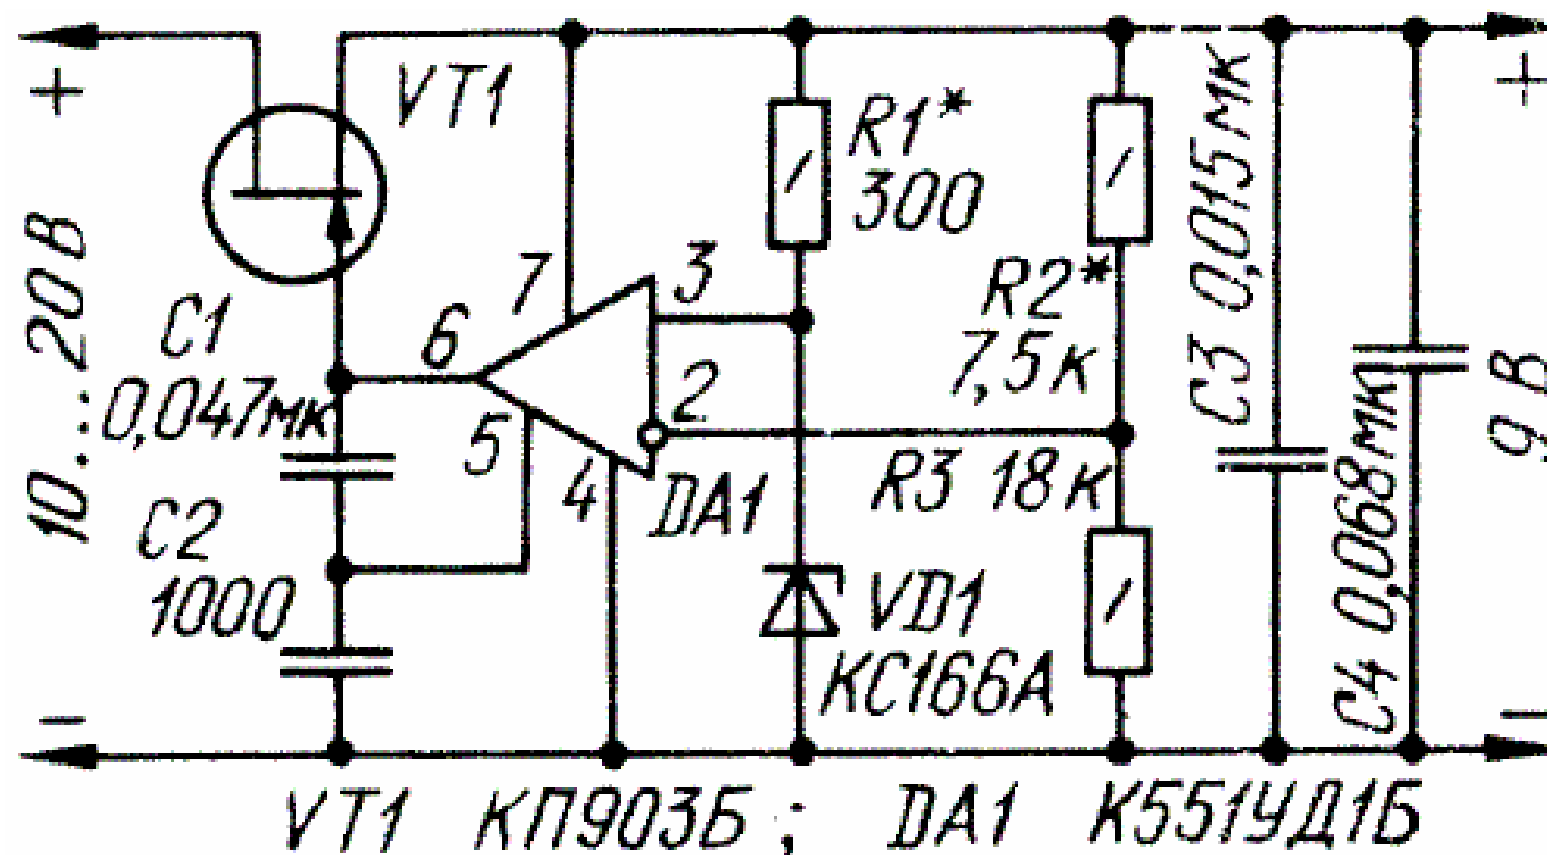 +
VT1
10...20В
C1
0,047мк
C2
1000
−
7
6
5
4
3
2
DA1
R1*
300
R2*
7,5к
R3 18к
VD1
КС166А
C3 0,015мк
C4 0,068мк
+
9 В
−
VT1 КП903Б; DA1 К551УД1Б